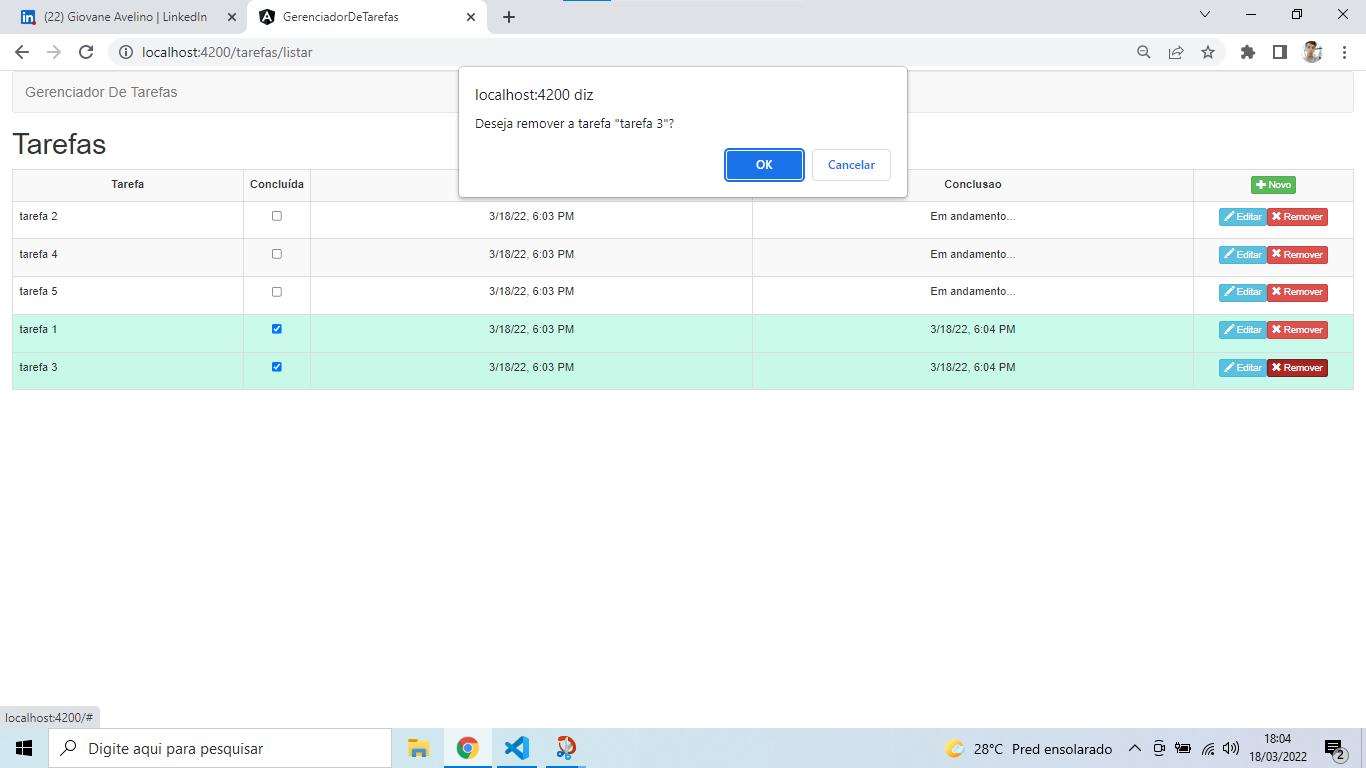 (22) Giovane Avelino | LinkedIn
GerenciadorDeTarefas
localhost:4200/tarefas/listar
Gerenciador De Tarefas
localhost:4200 diz
Deseja remover a tarefa "tarefa 3"?
OK Cancelar
Tarefas
Tarefa Concluída Conclusao Novo
tarefa 2 3/18/22, 6:03 PM Em andamento... Editar Remover
tarefa 4 3/18/22, 6:03 PM Em andamento... Editar Remover
tarefa 5 3/18/22, 6:03 PM Em andamento... Editar Remover
tarefa 1 3/18/22, 6:03 PM 3/18/22, 6:04 PM Editar Remover
tarefa 3 3/18/22, 6:03 PM 3/18/22, 6:04 PM Editar Remover
localhost:4200/#
Digite aqui para pesquisar
28°C Pred ensolarado
18:04
18/03/2022
2